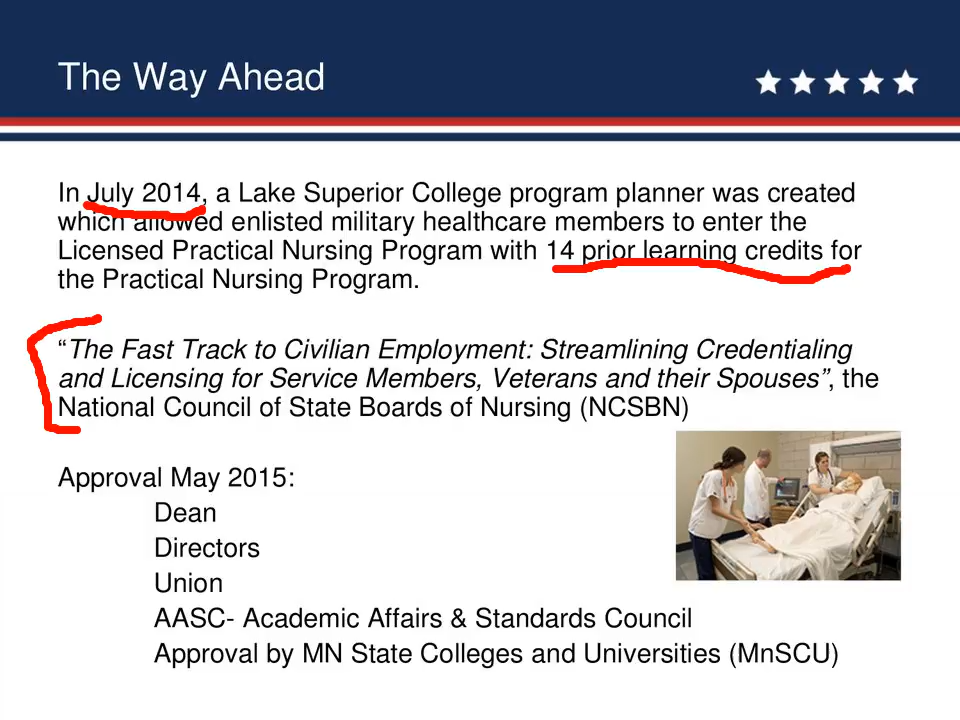 The Way Ahead
In July 2014, a Lake Superior College program planner was created
which allowed enlisted military healthcare members to enter the
Licensed Practical Nursing Program with 14 prior learning credits for
the Practical Nursing Program.
“The Fast Track to Civilian Employment: Streamlining Credentialing
and Licensing for Service Members, Veterans and their Spouses”, the
National Council of State Boards of Nursing (NCSBN)
Approval May 2015:
Dean
Directors
Union
AASC- Academic Affairs & Standards Council
Approval by MN State Colleges and Universities (MnSCU)